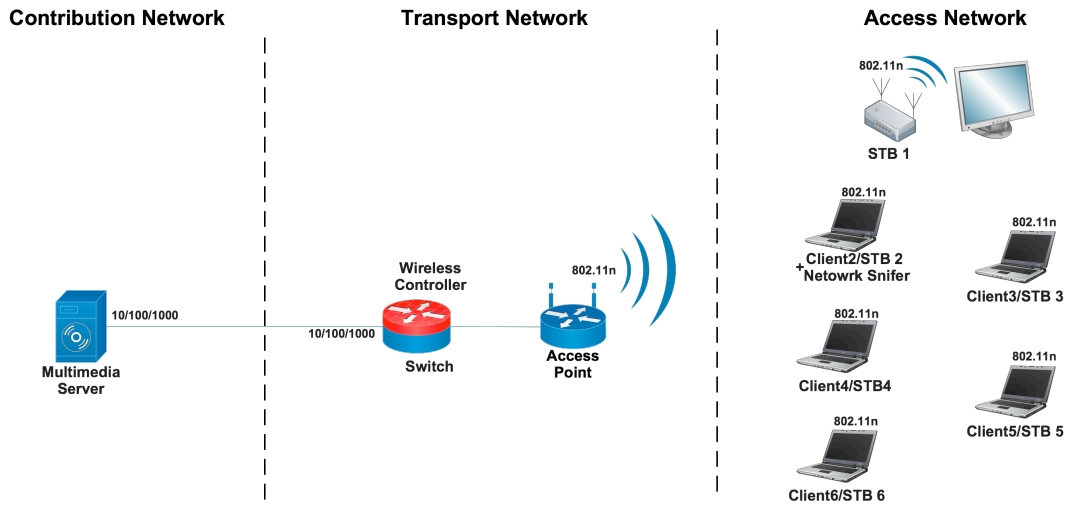 Contribution Network
Transport Network
Access Network
802.11n
STB 1
802.11n
Client2/STB 2
+Netowrk Snifer
802.11n
Client3/STB 3
Wireless
Controller
802.11n
10/100/1000
10/100/1000
Switch
Access
Point
Multimedia
Server
802.11n
Client4/STB4
802.11n
Client5/STB 5
802.11n
Client6/STB 6